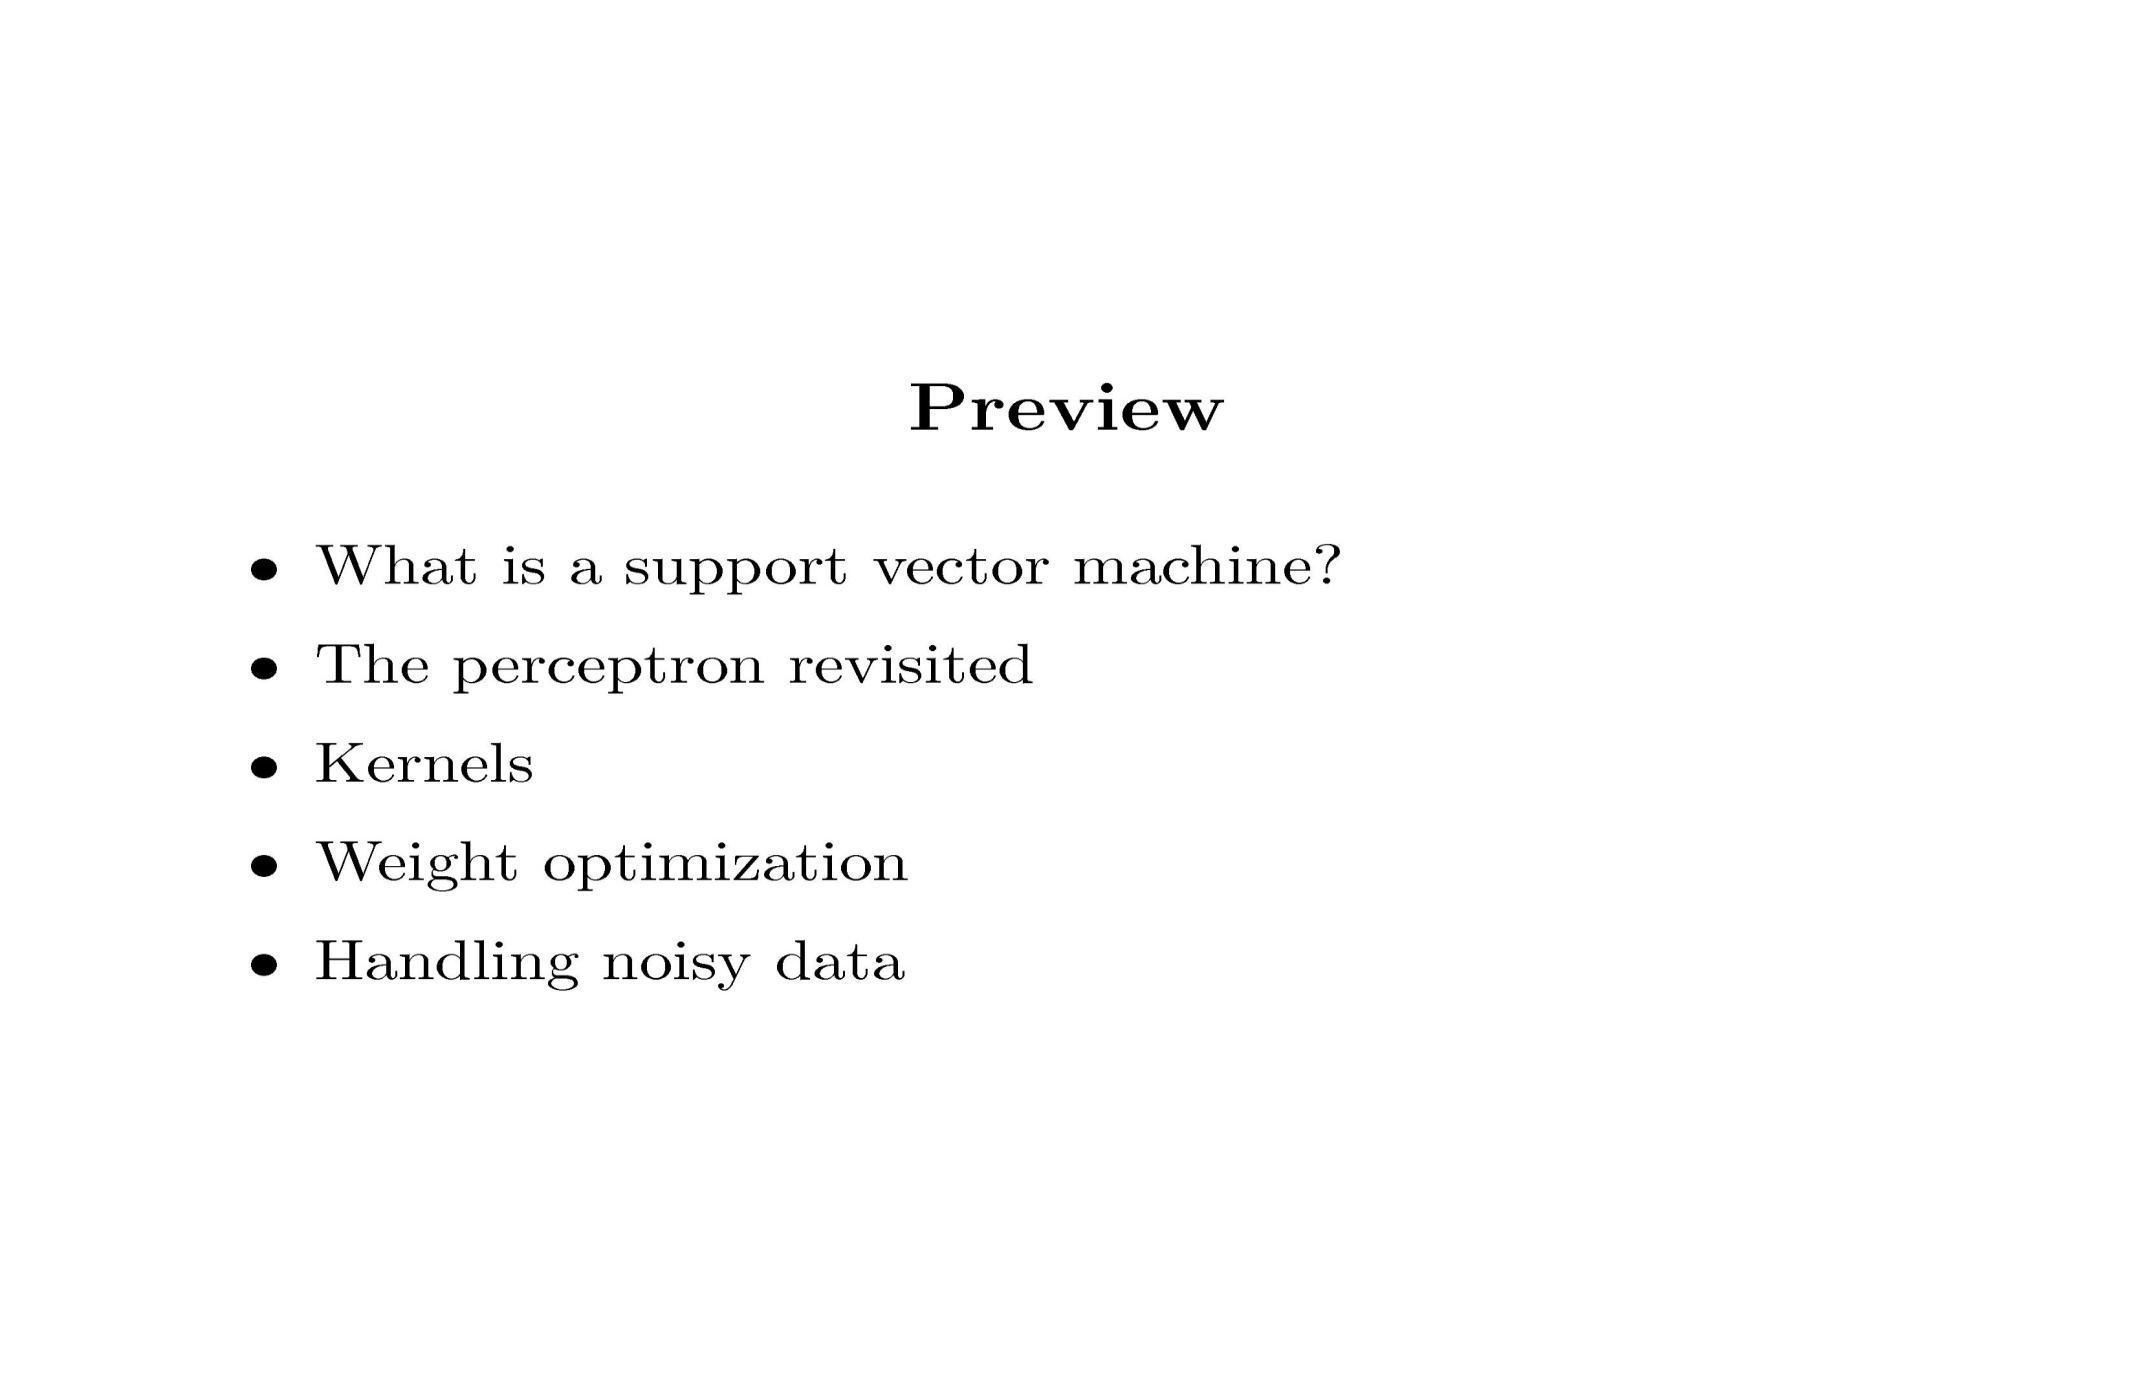 Preview
• What is a support vector machine?
• The perceptron revisited
• Kernels
• Weight optimization
• Handling noisy data